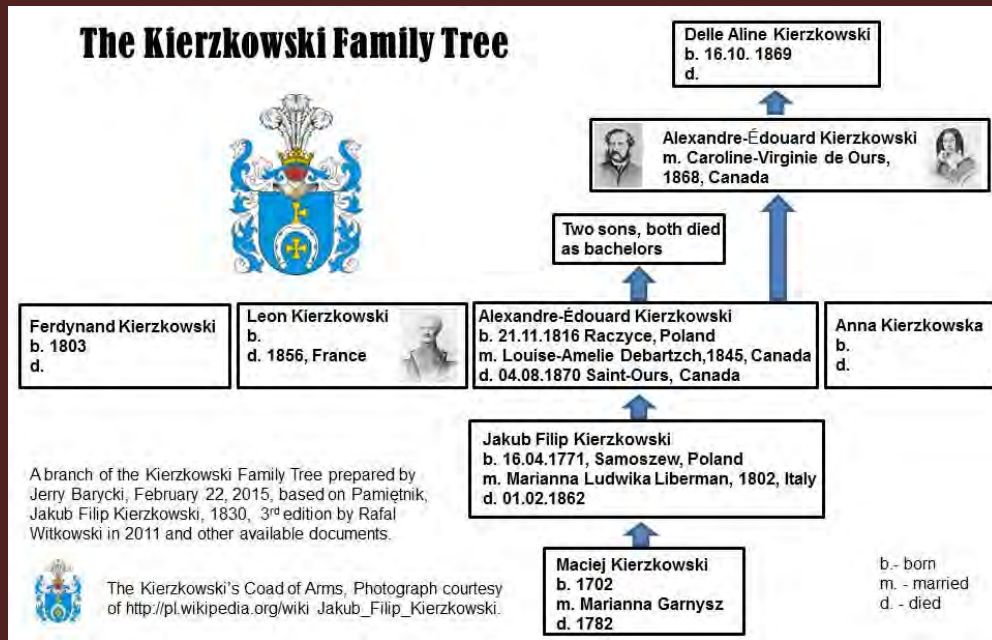 The Kierzkowski Family Tree
Delle Aline Kierzkowski
b. 16.10. 1869
d.
Alexandre-Édouard Kierzkowski
m. Caroline-Virginie de Ours,
1868, Canada
Two sons, both died
as bachelors
Ferdynand Kierzkowski
b. 1803
d.
Leon Kierzkowski
b.
d. 1856, France
Alexandre-Édouard Kierzkowski
b. 21.11.1816 Raczyce, Poland
m. Louise-Amelie Debartzch,1845, Canada
d. 04.08.1870 Saint-Ours, Canada
Anna Kierzkowska
b.
d.
Jakub Filip Kierzkowski
b. 16.04.1771, Samoszew, Poland
m. Marianna Ludwika Liberman, 1802, Italy
d. 01.02.1862
A branch of the Kierzkowski Family Tree prepared by
Jerry Barycki, February 22, 2015, based on Pamiętnik,
Jakub Filip Kierzkowski, 1830, 3rd edition by Rafal
Witkowski in 2011 and other available documents.
Maciej Kierzkowski
b. 1702
m. Marianna Garnysz
d. 1782
b.- born
m. - married
d. - died
The Kierzkowski's Coad of Arms, Photograph courtesy
of http://pl.wikipedia.org/wiki Jakub_Filip_Kierzkowski.